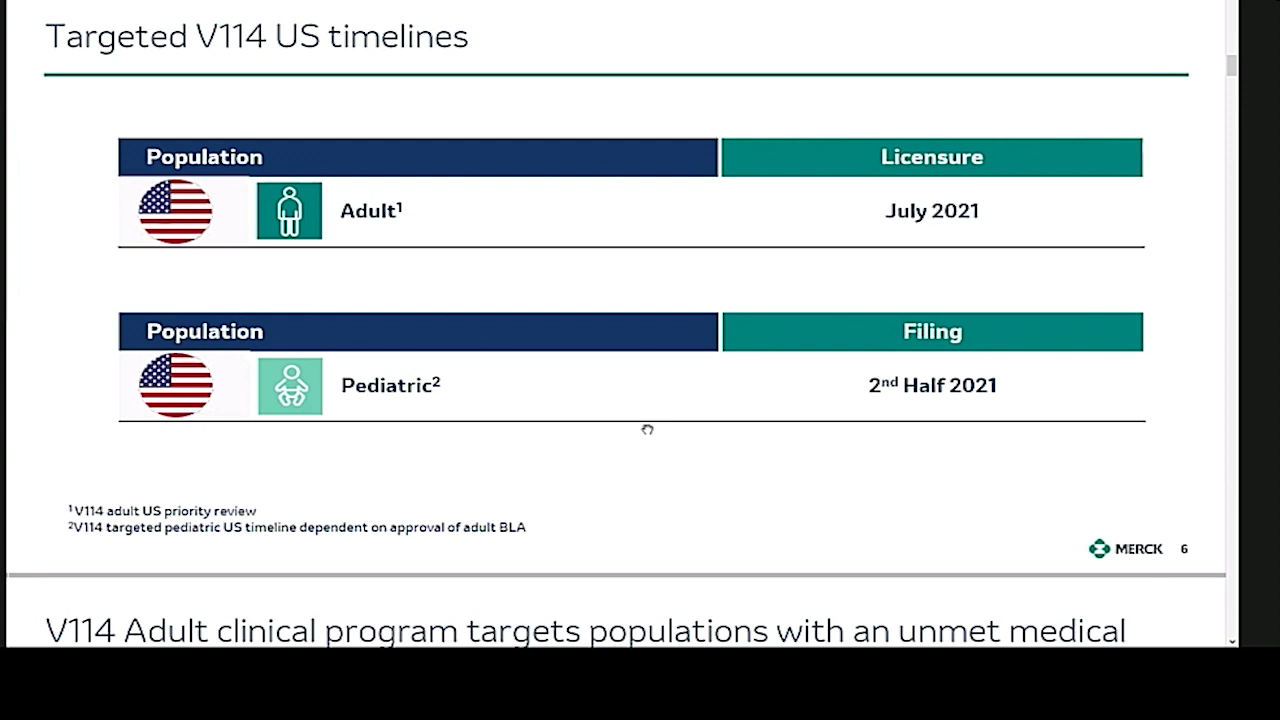 Targeted V114 US timelines
Population Licensure
Adult¹ July 2021
Population Filing
Pediatric² 2ⁿᵈ Half 2021
¹ V114 adult US priority review
²V114 targeted pediatric US timeline dependent on approval of adult BLA
MERCK 6
V114 Adult clinical program targets populations with an unmet medical